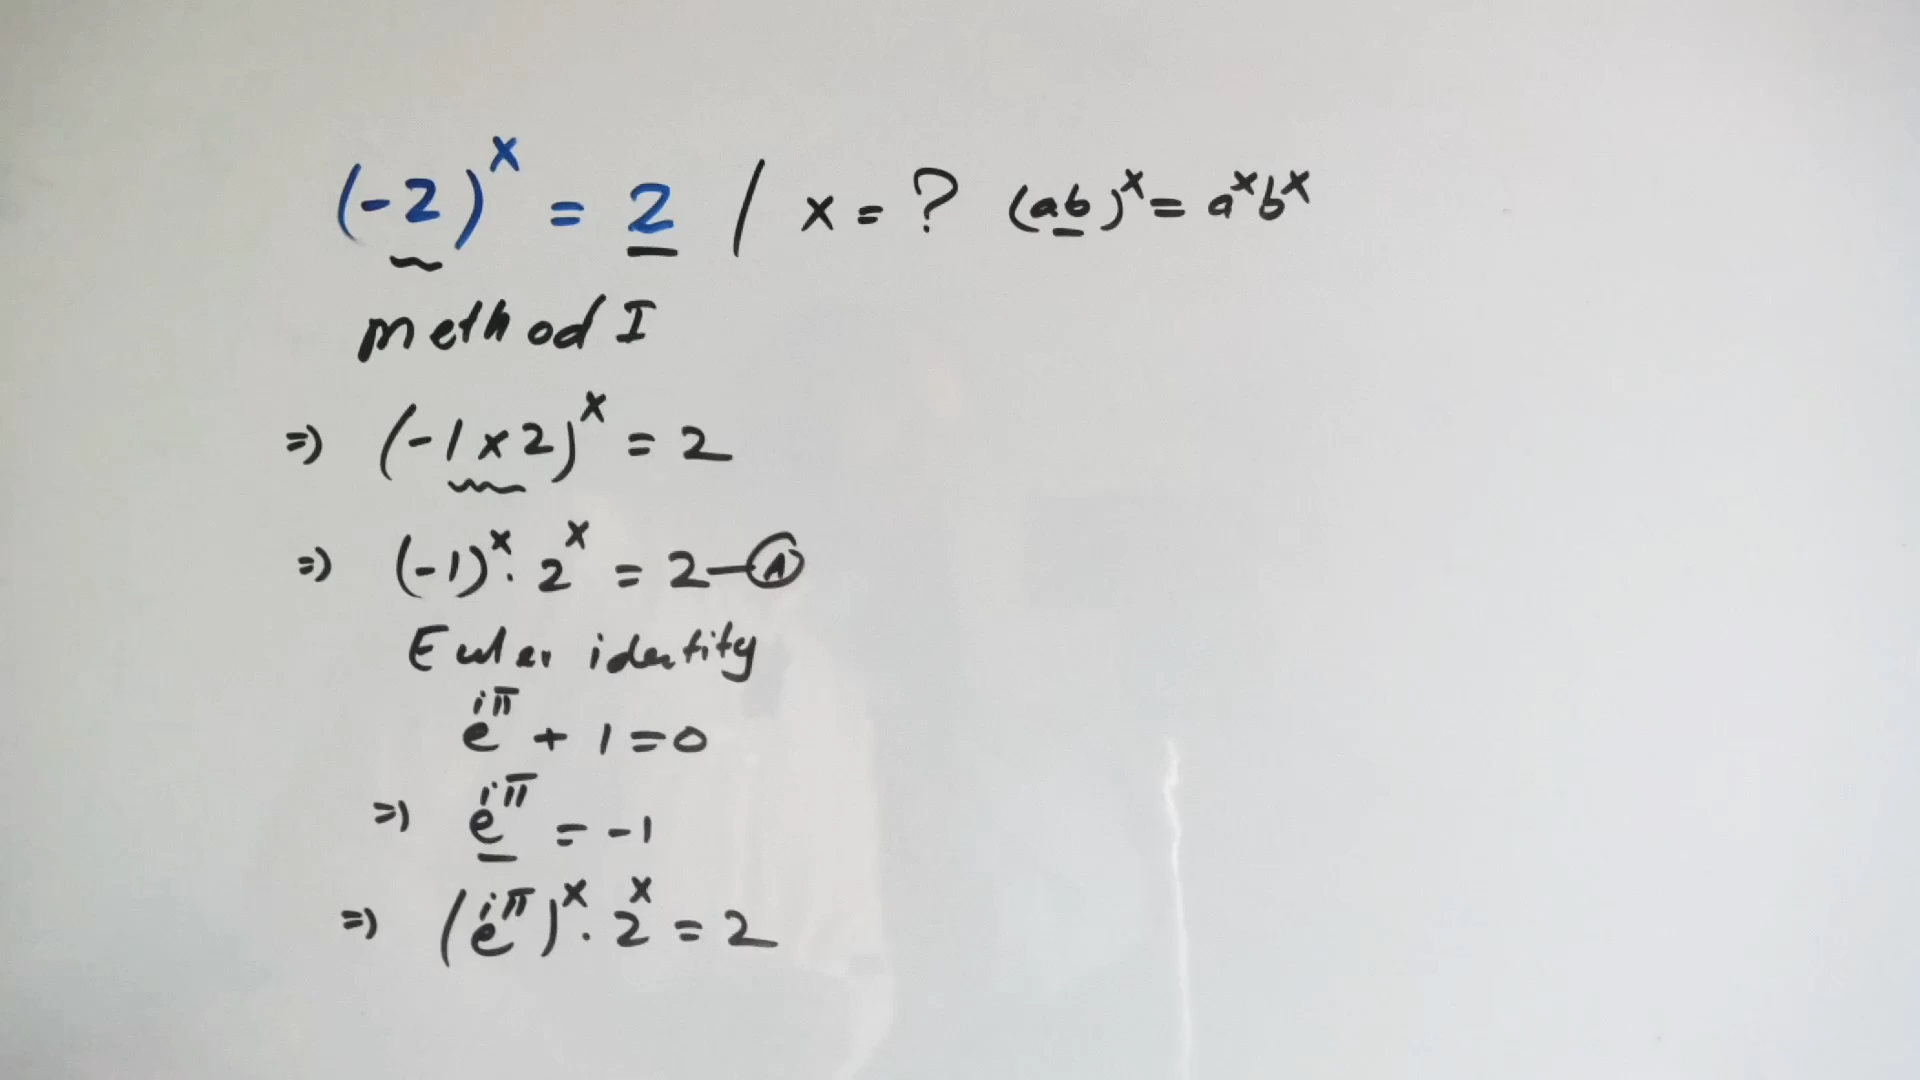 (-2)^x = 2 / x = ? (ab)^x = a^x b^x
method I
⇒ (-1 × 2)^x = 2
⇒ (-1)^x · 2^x = 2 — Ⓐ
Euler identity
e^{iπ} + 1 = 0
⇒ e^{iπ} = -1
⇒ (e^{iπ})^x · 2^x = 2